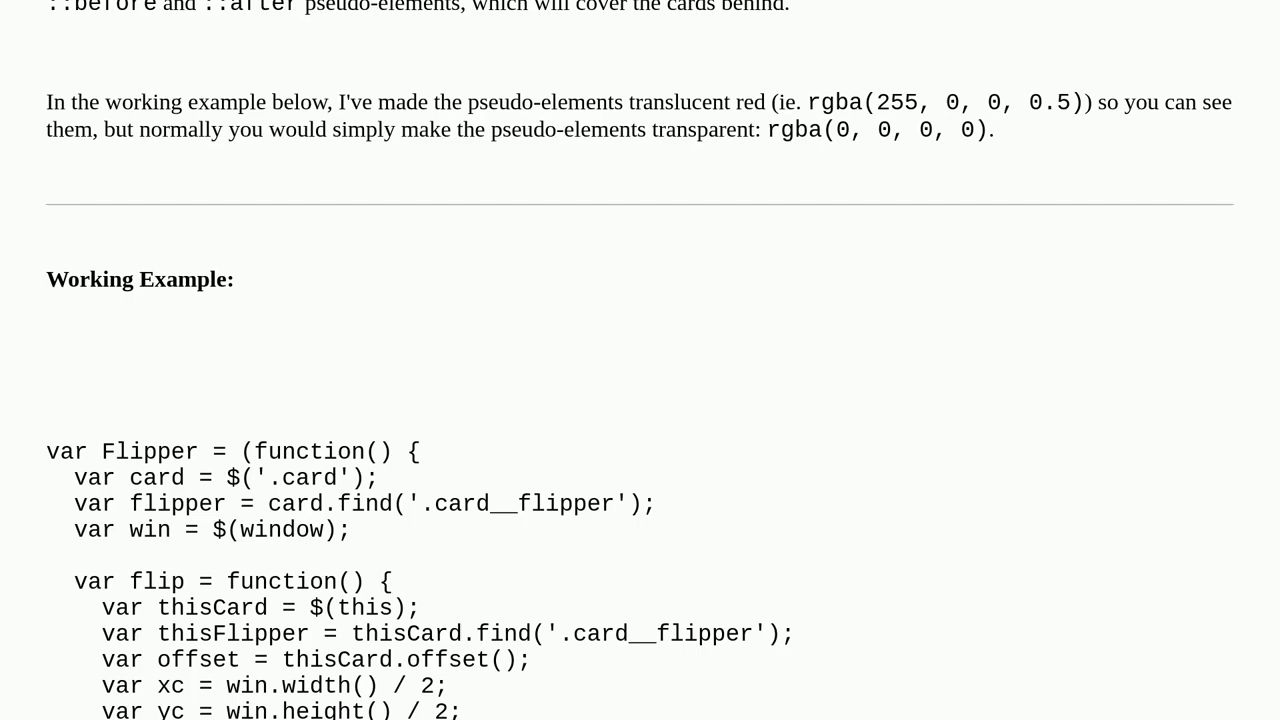 ::before and ::after pseudo-elements, which will cover the cards behind.
In the working example below, I've made the pseudo-elements translucent red (ie. rgba(255, 0, 0, 0.5)) so you can see
them, but normally you would simply make the pseudo-elements transparent: rgba(0, 0, 0, 0).
Working Example:
var Flipper = (function() {
  var card = $('.card');
  var flipper = card.find('.card__flipper');
  var win = $(window);
  var flip = function() {
    var thisCard = $(this);
    var thisFlipper = thisCard.find('.card__flipper');
    var offset = thisCard.offset();
    var xc = win.width() / 2;
    var yc = win.height() / 2;